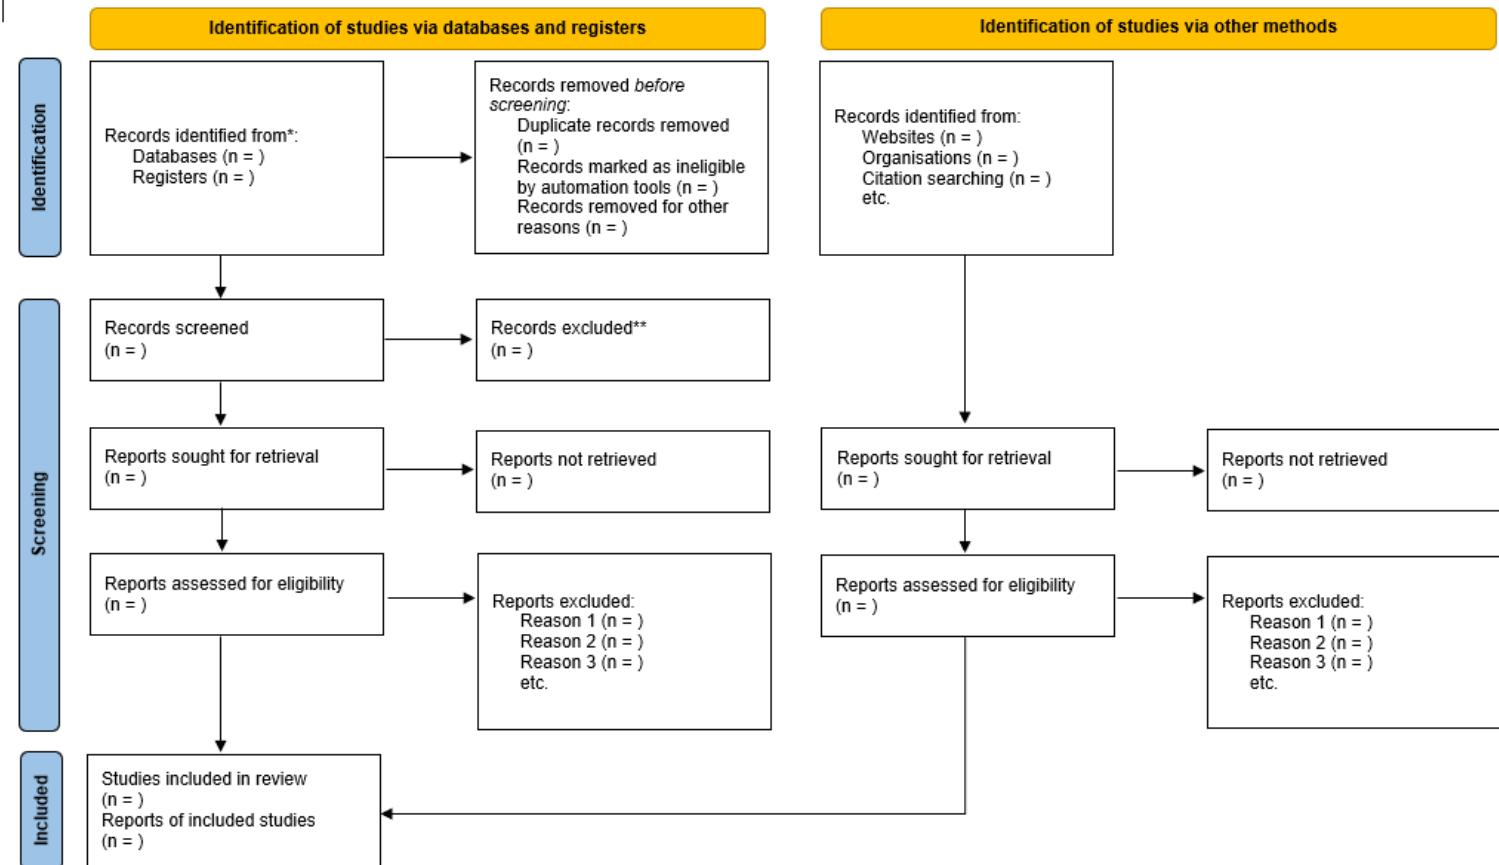 Identification of studies via databases and registers
Identification of studies via other methods
Identification
Records identified from*:
Databases (n = )
Registers (n = )
Records removed before
screening:
Duplicate records removed
(n = )
Records marked as ineligible
by automation tools (n = )
Records removed for other
reasons (n = )
Records identified from:
Websites (n = )
Organisations (n = )
Citation searching (n = )
etc.
Screening
Records screened
(n = )
Records excluded**
(n = )
Reports sought for retrieval
(n = )
Reports not retrieved
(n = )
Reports sought for retrieval
(n = )
Reports not retrieved
(n = )
Reports assessed for eligibility
(n = )
Reports excluded:
Reason 1 (n = )
Reason 2 (n = )
Reason 3 (n = )
etc.
Reports assessed for eligibility
(n = )
Reports excluded:
Reason 1 (n = )
Reason 2 (n = )
Reason 3 (n = )
etc.
Included
Studies included in review
(n = )
Reports of included studies
(n = )